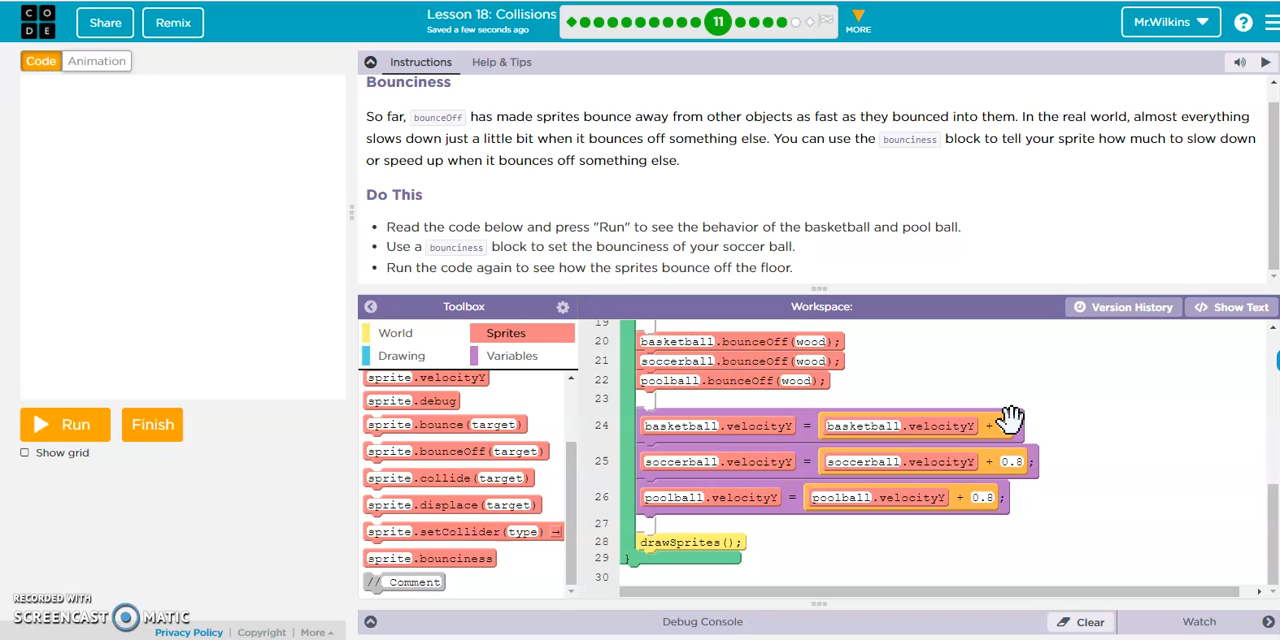 C O
D E
Share
Remix
Lesson 18: Collisions
Saved a few seconds ago
11
MORE
Mr.Wilkins
?
Code
Animation
Instructions
Help & Tips
Bounciness
So far, bounceOff has made sprites bounce away from other objects as fast as they bounced into them. In the real world, almost everything
slows down just a little bit when it bounces off something else. You can use the bounciness block to tell your sprite how much to slow down
or speed up when it bounces off something else.
Do This
• Read the code below and press "Run" to see the behavior of the basketball and pool ball.
• Use a bounciness block to set the bounciness of your soccer ball.
• Run the code again to see how the sprites bounce off the floor.
Toolbox
Workspace:
Version History
</> Show Text
World
Sprites
Drawing
Variables
sprite.velocityY
sprite.debug
sprite.bounce(target)
sprite.bounceOff(target)
sprite.collide(target)
sprite.displace(target)
sprite.setCollider(type)
sprite.bounciness
// Comment
19
20 basketball.bounceOff(wood);
21 soccerball.bounceOff(wood);
22 poolball.bounceOff(wood);
23
24 basketball.velocityY = basketball.velocityY +
25 soccerball.velocityY = soccerball.velocityY + 0.8;
26 poolball.velocityY = poolball.velocityY + 0.8;
27
28 drawSprites();
29 }
30
Run
Finish
Show grid
RECORDED WITH
SCREENCAST MATIC
Privacy Policy | Copyright | More
Debug Console
Clear
Watch